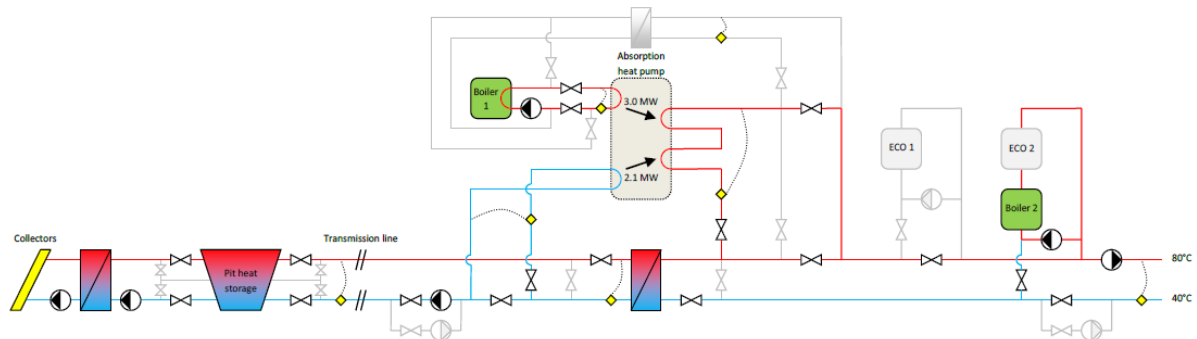 Absorption
heat pump
Boiler
1
3.0 MW
2.1 MW
ECO 1
ECO 2
Boiler 2
Collectors
Pit heat
storage
Transmission line
80°C
40°C